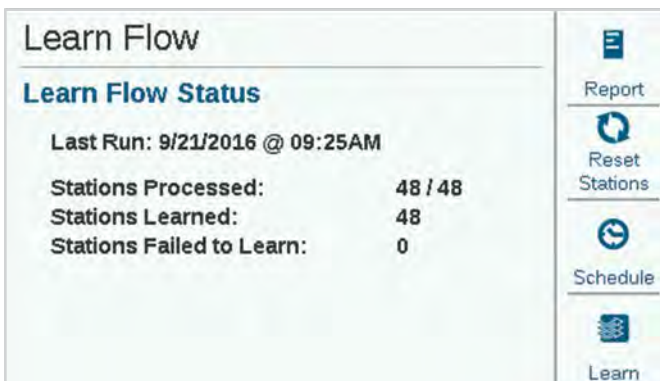 Learn Flow
Learn Flow Status
Last Run: 9/21/2016 @ 09:25AM
Stations Processed: 48 / 48
Stations Learned: 48
Stations Failed to Learn: 0
Report
Reset
Stations
Schedule
Learn